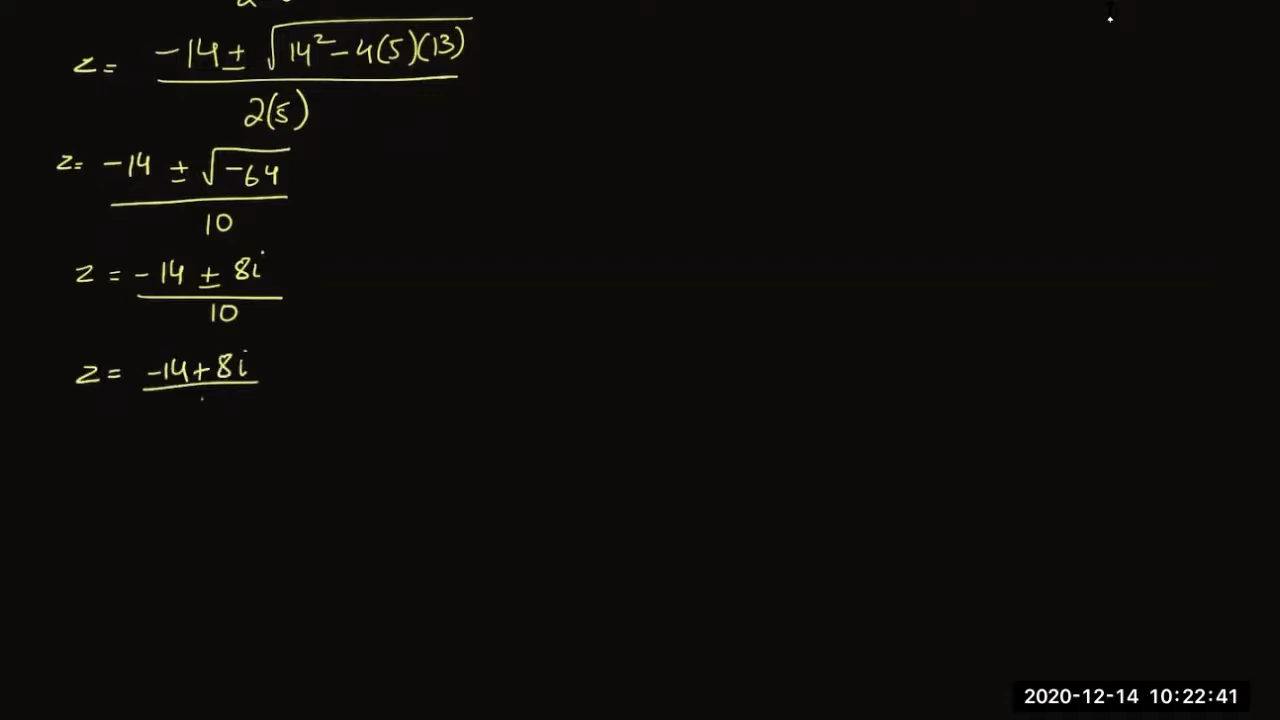 z = -14 ± √14² - 4(5)(13)
2(5)
z = -14 ± √-64
10
z = -14 ± 8i
10
z = -14 + 8i
2020-12-14 10:22:41